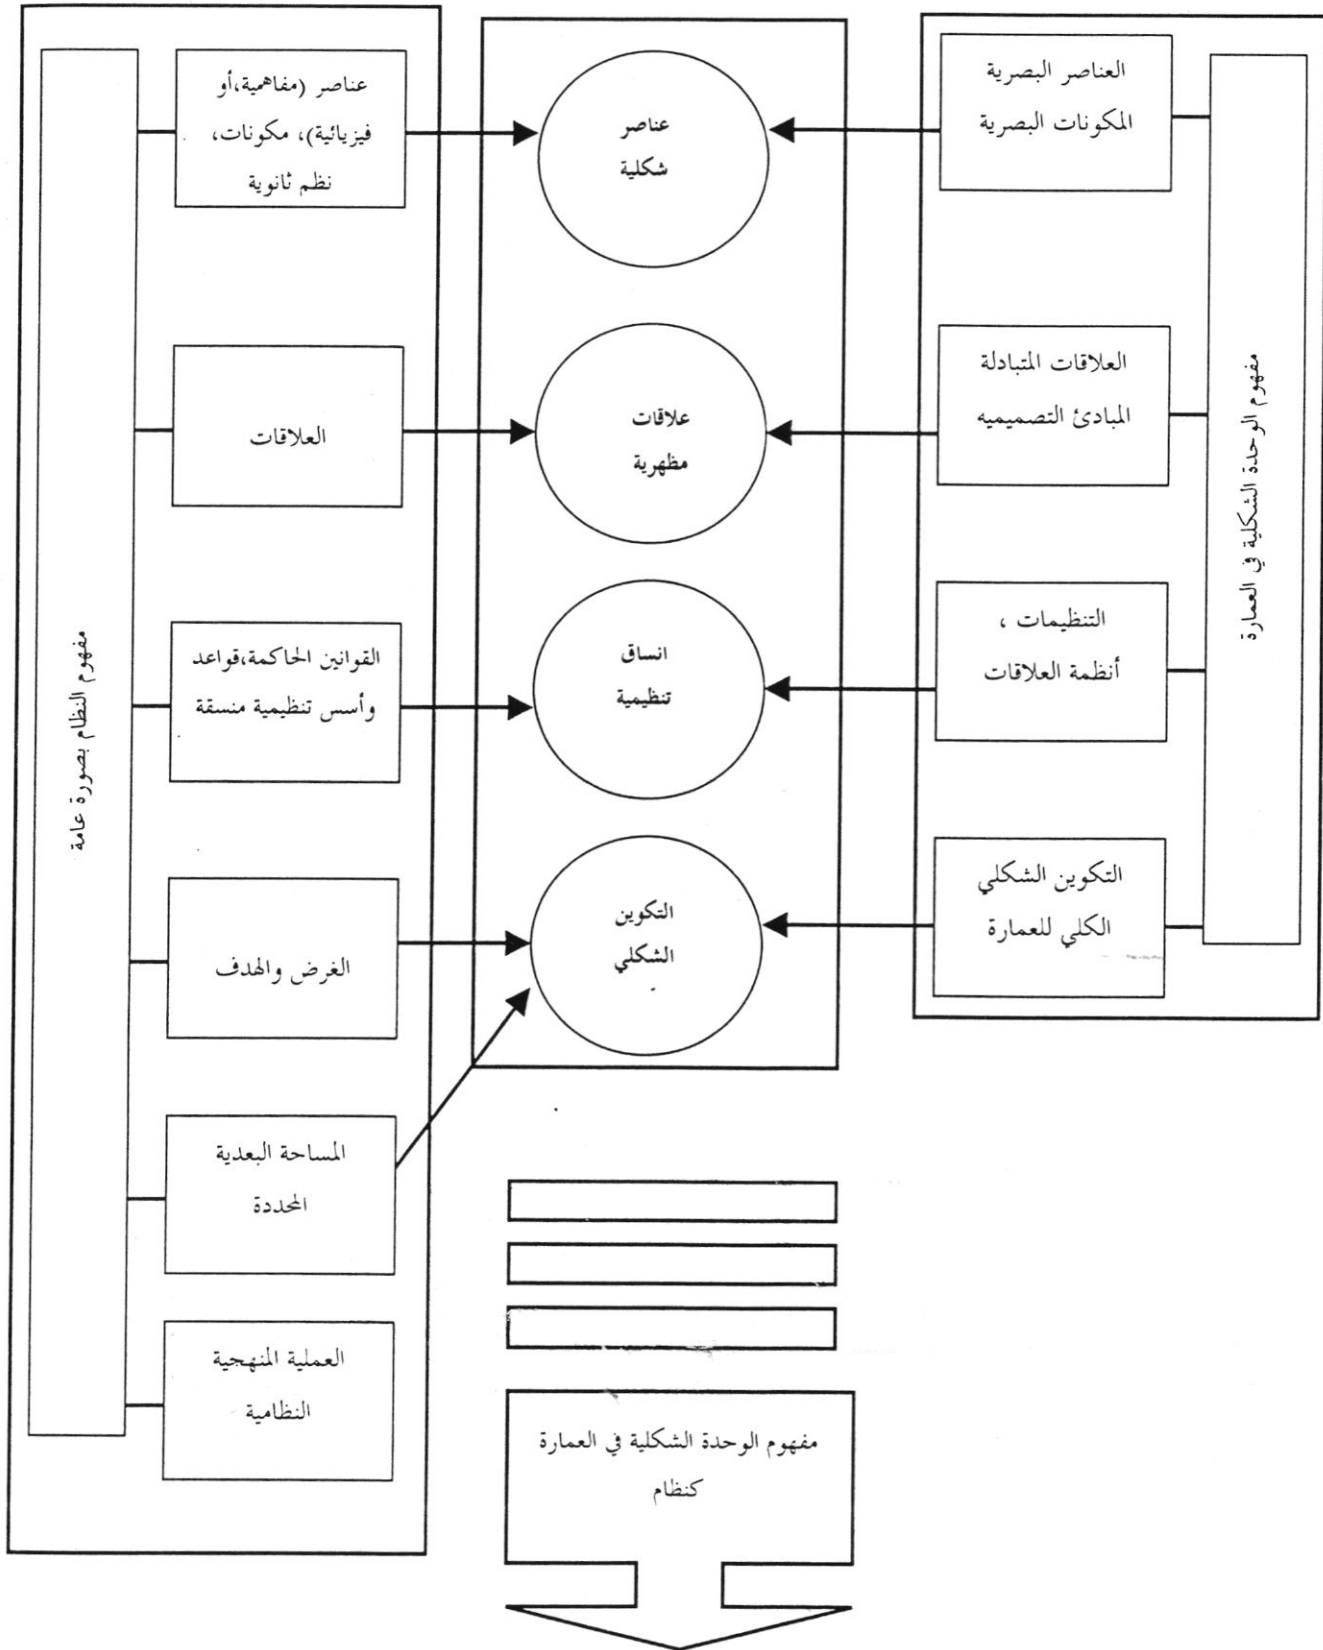 مفهوم الوحدة الشكلية في العمارة
العناصر البصرية
المكونات البصرية
العلاقات المتبادلة
المبادئ التصميميه
التنظيمات ،
أنظمة العلاقات
التكوين الشكلي
الكلي للعمارة
عناصر
شكلية
علاقات
مظهرية
انساق
تنظيمية
التكوين
الشكلي
عناصر (مفاهمية،أو
فيزيائية)، مكونات،
نظم ثانوية
العلاقات
القوانين الحاكمة،قواعد
وأسس تنظيمية منسقة
الغرض والهدف
المساحة البعدية
المحددة
العملية المنهجية
النظامية
مفهوم النظام بصورة عامة
مفهوم الوحدة الشكلية في العمارة
كنظام